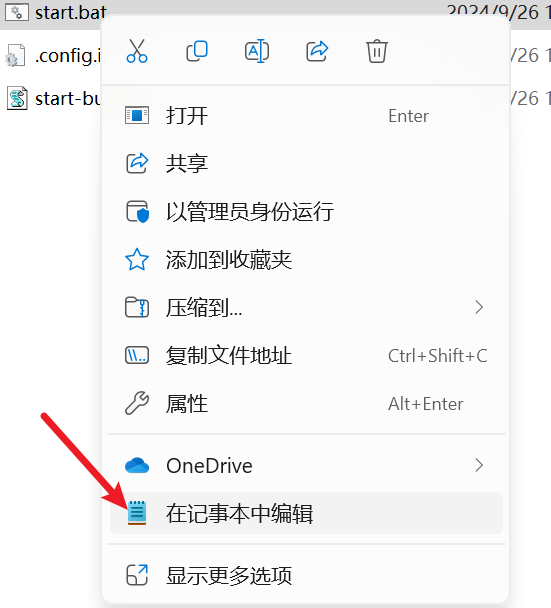 start.bat 2024/9/26 1
.config.i /26 1
start-bu /26 1
打开 Enter
共享
以管理员身份运行
添加到收藏夹
压缩到...
复制文件地址 Ctrl+Shift+C
属性 Alt+Enter
OneDrive
在记事本中编辑
显示更多选项